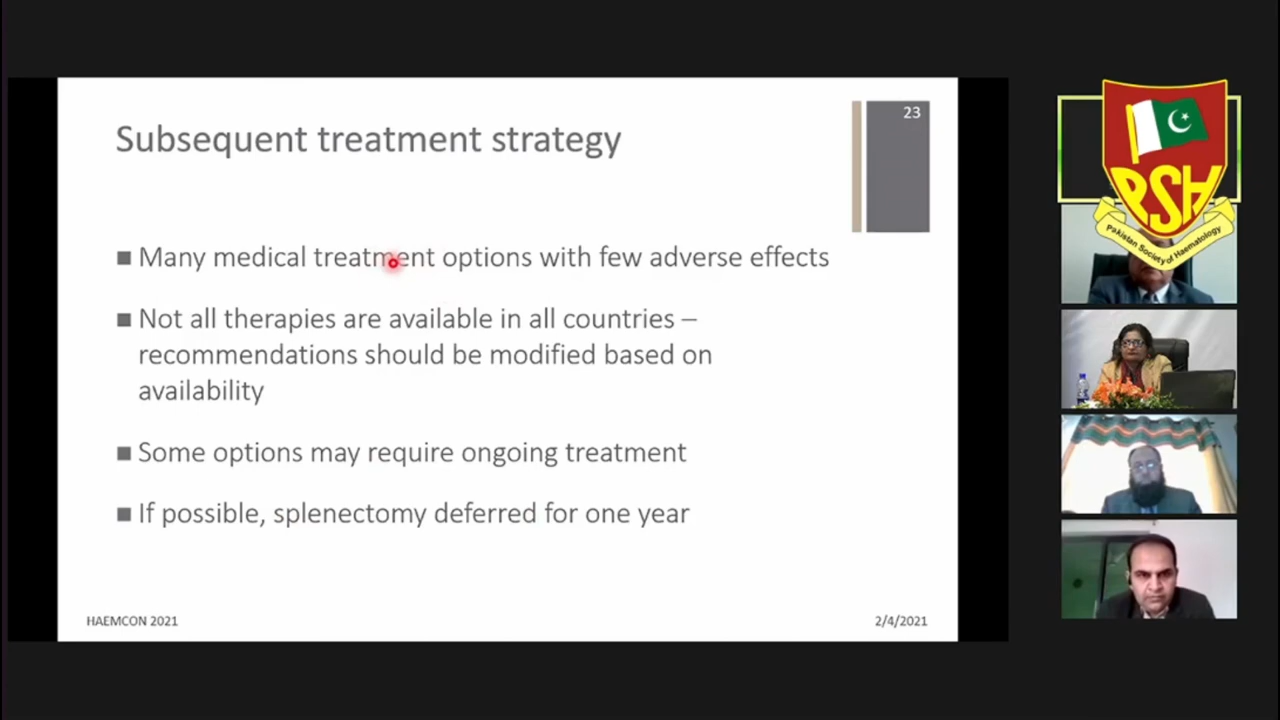 23
Subsequent treatment strategy
Many medical treatment options with few adverse effects
Not all therapies are available in all countries –
recommendations should be modified based on
availability
Some options may require ongoing treatment
If possible, splenectomy deferred for one year
HAEMCON 2021
2/4/2021
PSH
Pakistan Society of Haematology